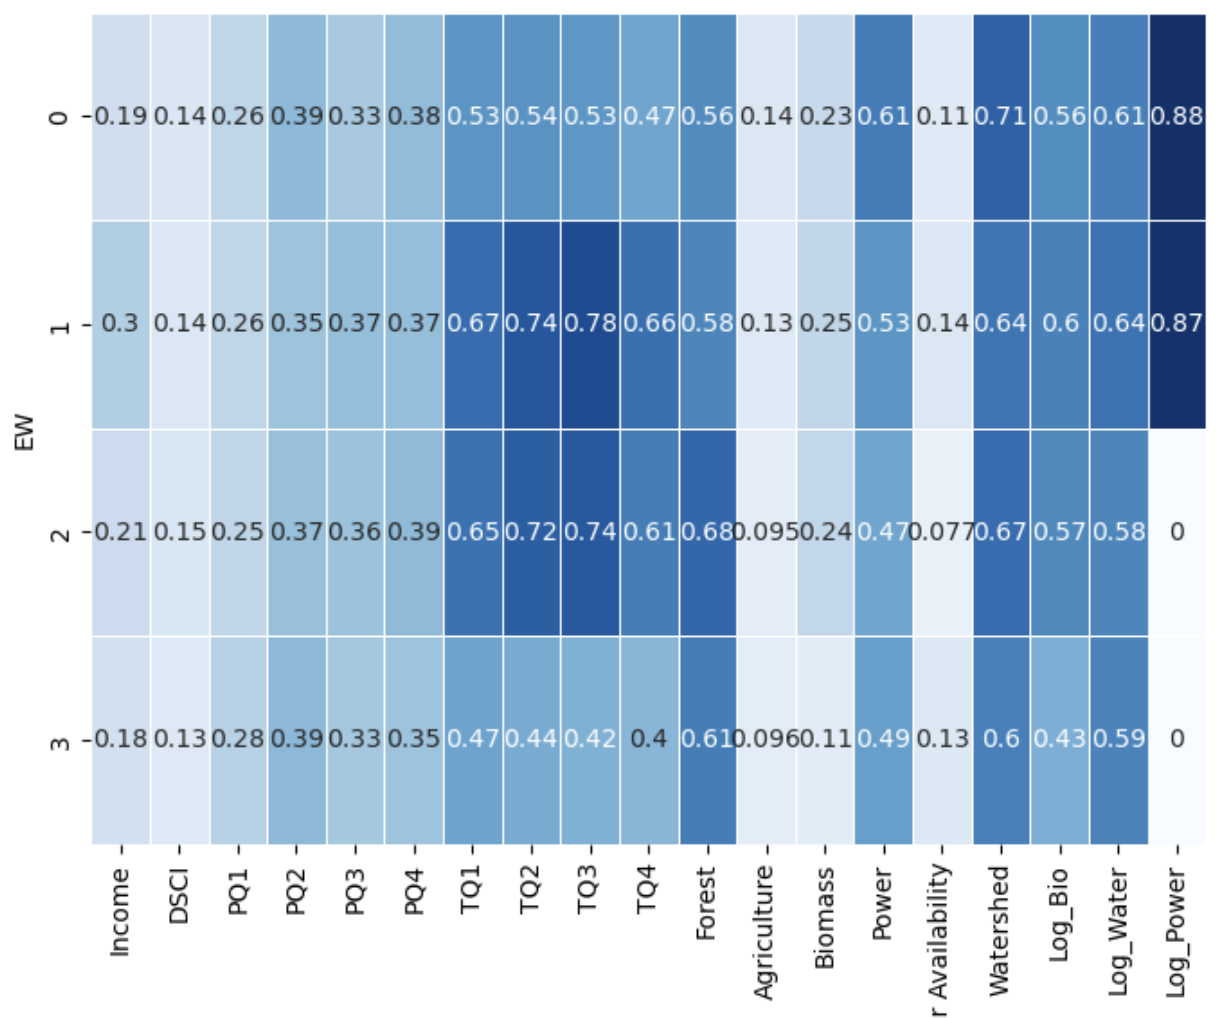 0 0.19 0.14 0.26 0.39 0.33 0.38 0.53 0.54 0.53 0.47 0.56 0.14 0.23 0.61 0.11 0.71 0.56 0.61 0.88
1 0.3 0.14 0.26 0.35 0.37 0.37 0.67 0.74 0.78 0.66 0.58 0.13 0.25 0.53 0.14 0.64 0.6 0.64 0.87
EW
2 0.21 0.15 0.25 0.37 0.36 0.39 0.65 0.72 0.74 0.61 0.68 0.095 0.24 0.47 0.077 0.67 0.57 0.58 0
3 0.18 0.13 0.28 0.39 0.33 0.35 0.47 0.44 0.42 0.4 0.61 0.096 0.11 0.49 0.13 0.6 0.43 0.59 0
Income
DSCI
PQ1
PQ2
PQ3
PQ4
TQ1
TQ2
TQ3
TQ4
Forest
Agriculture
Biomass
Power
r Availability
Watershed
Log_Bio
Log_Water
Log_Power